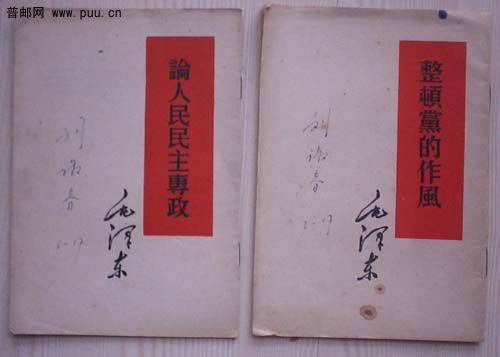 普邮网 www.puu.cn
論人民民主專政
毛泽东
整頓黨的作風
毛泽东